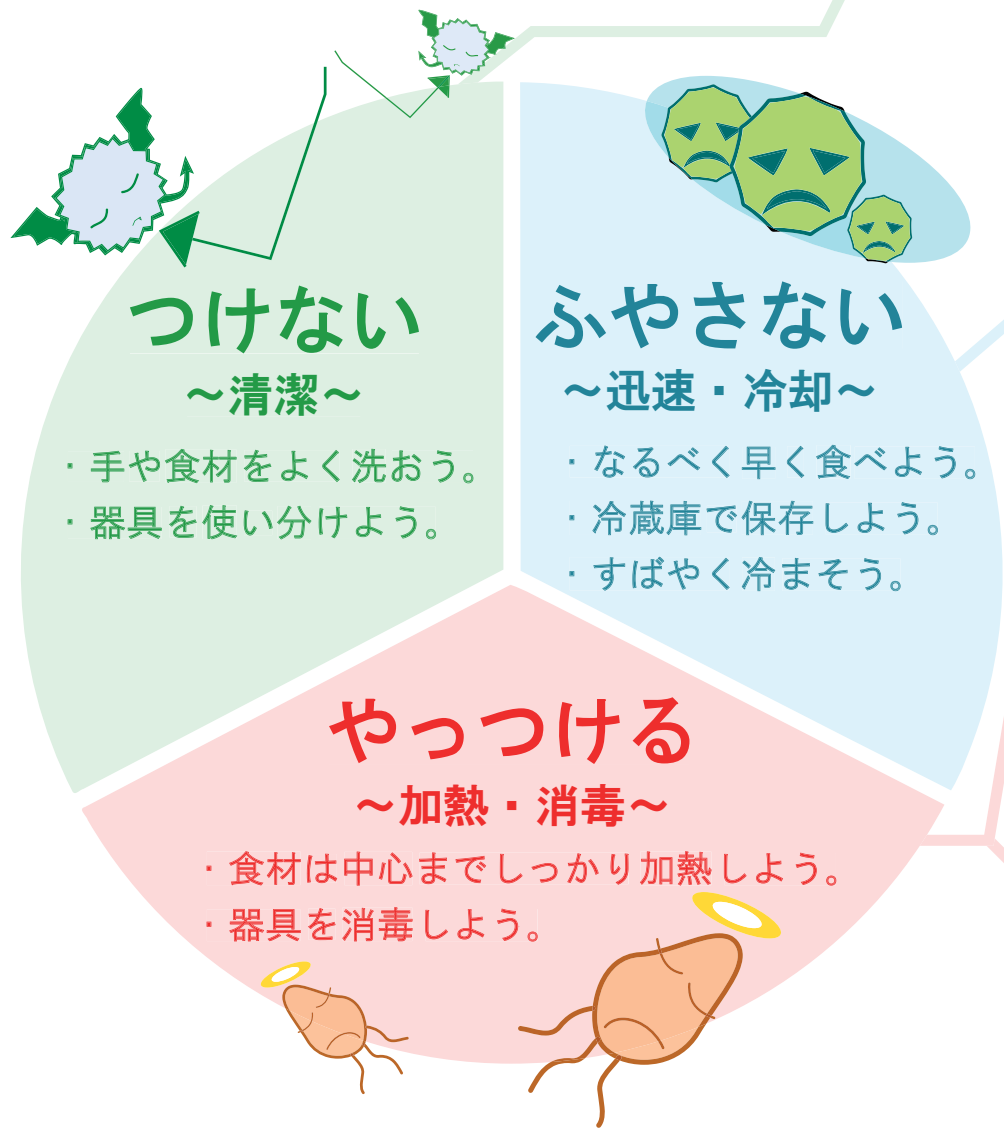 つけない
～清潔～
・手や食材をよく洗おう。
・器具を使い分けよう。
ふやさない
～迅速・冷却～
・なるべく早く食べよう。
・冷蔵庫で保存しよう。
・すばやく冷まそう。
やっつける
～加熱・消毒～
・食材は中心までしっかり加熱しよう。
・器具を消毒しよう。